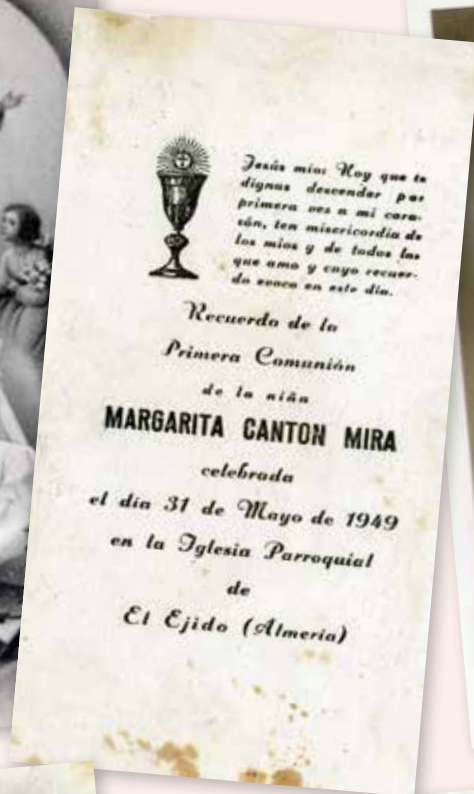 Jesús mío: Hoy que te
dignas descender por
primera vez a mi cora-
zón, ten misericordia de
los míos y de todos los
que amo y cuyo recuer-
do evoco en este día.
Recuerdo de la
Primera Comunión
de la niña
MARGARITA CANTON MIRA
celebrada
el día 31 de Mayo de 1949
en la Iglesia Parroquial
de
El Ejido (Almería)